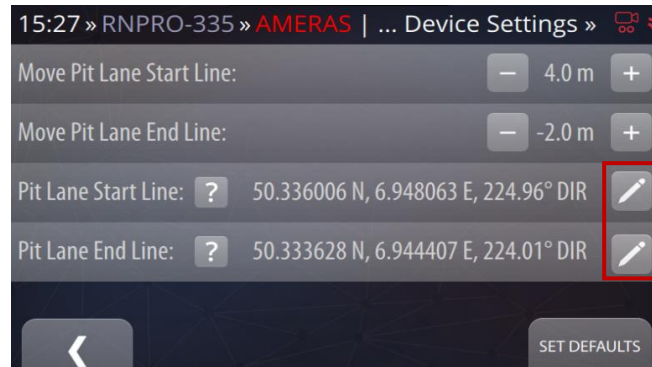 15:27 » RNPRO-335 » AMERAS | ... Device Settings »
Move Pit Lane Start Line: − 4.0 m +
Move Pit Lane End Line: − -2.0 m +
Pit Lane Start Line: ? 50.336006 N, 6.948063 E, 224.96° DIR
Pit Lane End Line: ? 50.333628 N, 6.944407 E, 224.01° DIR
SET DEFAULTS